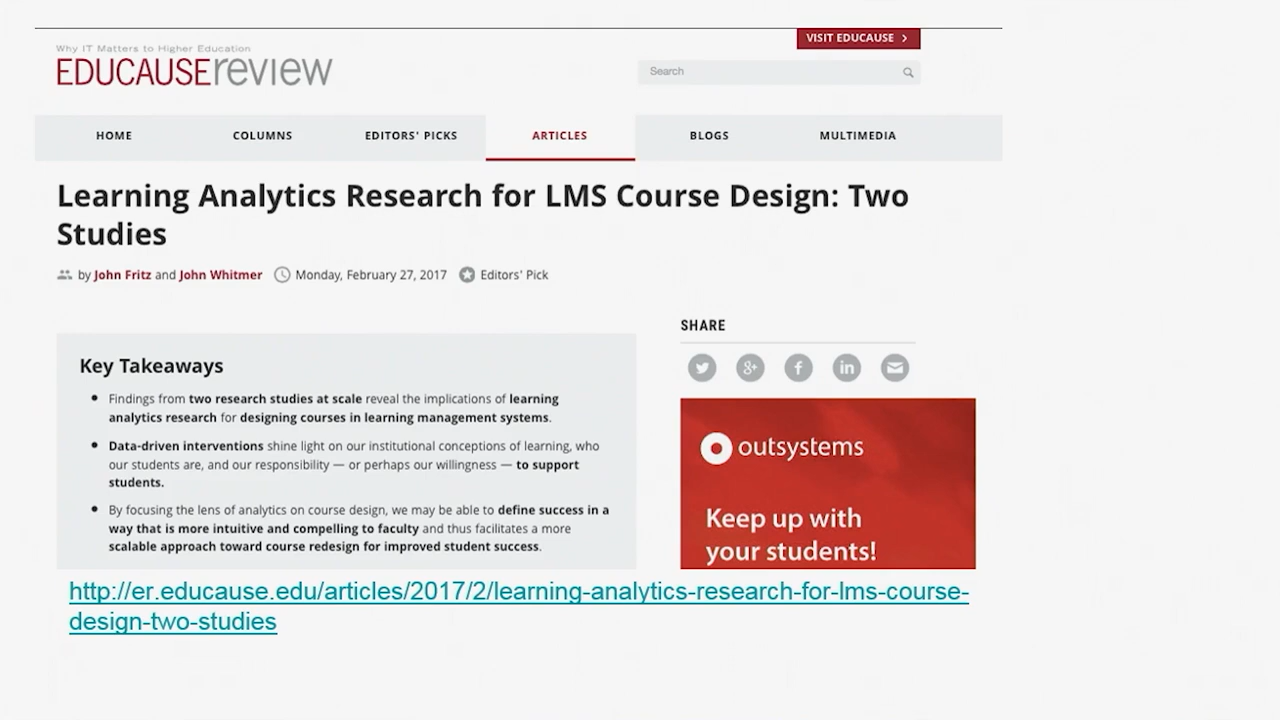 Why IT Matters to Higher Education
EDUCAUSEreview
VISIT EDUCAUSE >
Search
HOME
COLUMNS
EDITORS' PICKS
ARTICLES
BLOGS
MULTIMEDIA
Learning Analytics Research for LMS Course Design: Two
Studies
by John Fritz and John Whitmer
Monday, February 27, 2017
Editors' Pick
Key Takeaways
• Findings from two research studies at scale reveal the implications of learning
analytics research for designing courses in learning management systems.
• Data-driven interventions shine light on our institutional conceptions of learning, who
our students are, and our responsibility — or perhaps our willingness — to support
students.
• By focusing the lens of analytics on course design, we may be able to define success in a
way that is more intuitive and compelling to faculty and thus facilitates a more
scalable approach toward course redesign for improved student success.
SHARE
g+
f
in
outsystems
Keep up with
your students!
http://er.educause.edu/articles/2017/2/learning-analytics-research-for-lms-course-
design-two-studies